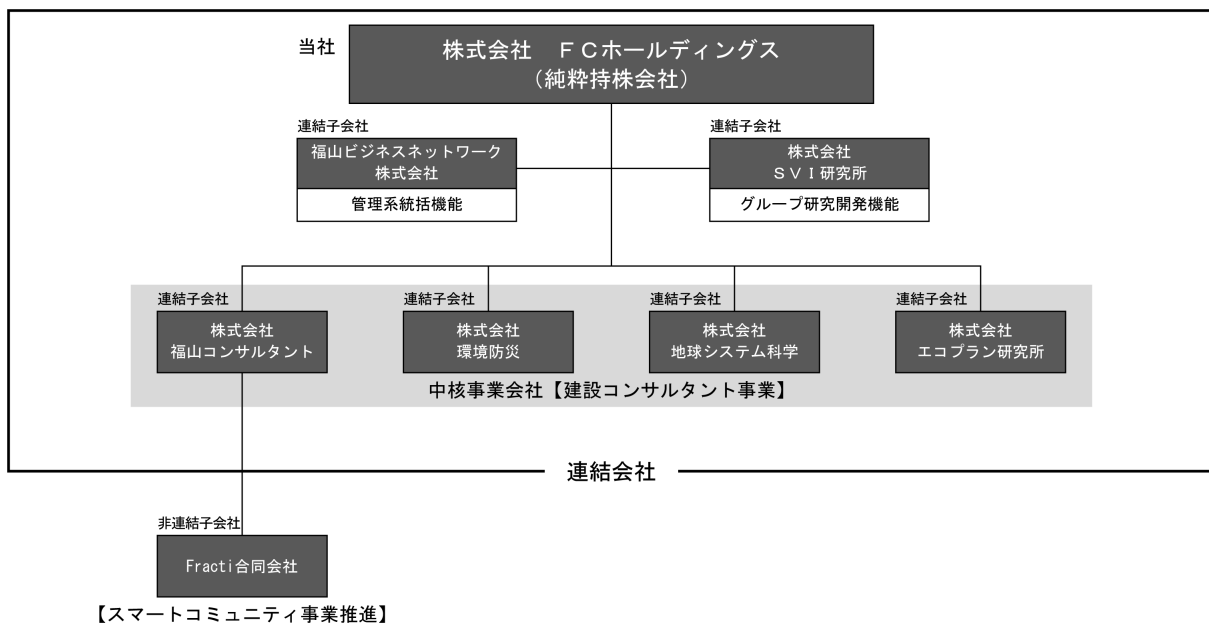 当社
株式会社　ＦＣホールディングス
（純粋持株会社）
連結子会社
福山ビジネスネットワーク
株式会社
管理系統括機能
連結子会社
株式会社
ＳＶＩ研究所
グループ研究開発機能
連結子会社
株式会社
福山コンサルタント
連結子会社
株式会社
環境防災
連結子会社
株式会社
地球システム科学
連結子会社
株式会社
エコプラン研究所
中核事業会社【建設コンサルタント事業】
連結会社
非連結子会社
Fracti合同会社
【スマートコミュニティ事業推進】